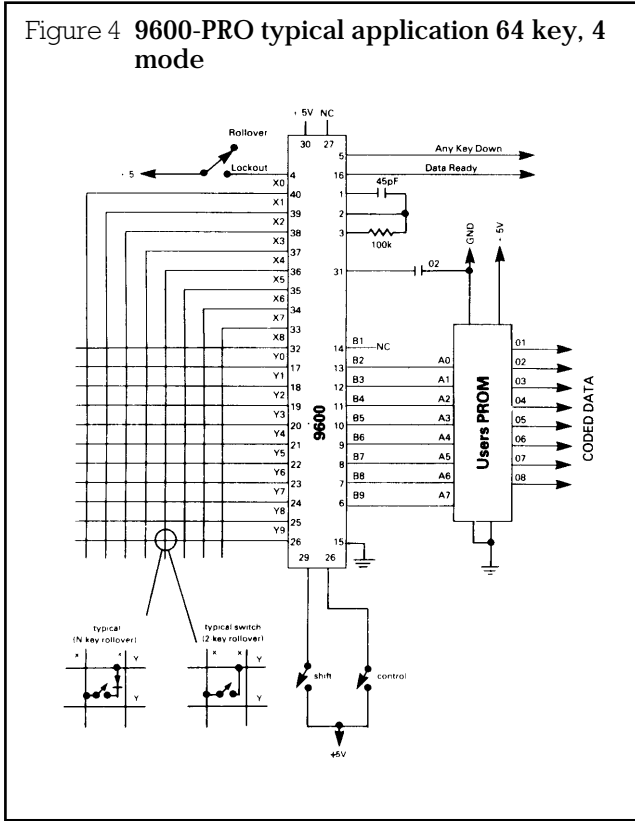 Figure 4 9600-PRO typical application 64 key, 4
mode
+ 5V NC
30 27
Rollover
Lockout
- 5
4
5 Any Key Down
16 Data Ready
X0
40
1 45pF
X1
39
2
X2
38
3 100k
X3
37
X4
36
31 02
GND
- 5V
X5
35
X6
34
X7
33
X8
32
14 B1 NC
Y0
17
13 B2 A0
Y1
18
12 B3 A1
Y2
19
11 B4 A2
Y3
20
10 B5 A3
Y4
21
9 B6 A4
Y5
22
8 B7 A5
Y6
23
7 B8 A6
Y7
24
6 B9 A7
Y8
25
Y9
26
15
9600
Users PROM
01
02
03
04
05
06
07
08
CODED DATA
29 26
typical
(N key rollover)
x x Y
Y
typical switch
(2 key rollover)
x x Y
Y
shift
control
+5V